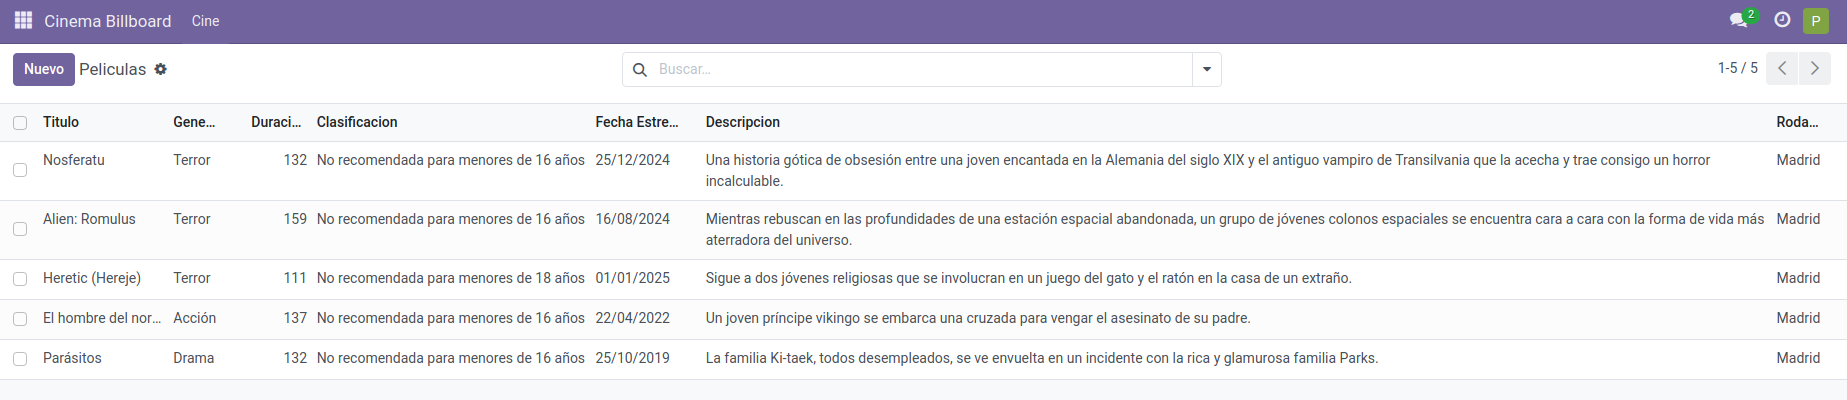 Cinema Billboard Cine 2 P
Nuevo Peliculas Buscar... 1-5 / 5
Titulo Gene... Duraci... Clasificacion Fecha Estre... Descripcion Roda...
Nosferatu Terror 132 No recomendada para menores de 16 años 25/12/2024 Una historia gótica de obsesión entre una joven encantada en la Alemania del siglo XIX y el antiguo vampiro de Transilvania que la acecha y trae consigo un horror Madrid
incalculable.
Alien: Romulus Terror 159 No recomendada para menores de 16 años 16/08/2024 Mientras rebuscan en las profundidades de una estación espacial abandonada, un grupo de jóvenes colonos espaciales se encuentra cara a cara con la forma de vida más Madrid
aterradora del universo.
Heretic (Hereje) Terror 111 No recomendada para menores de 18 años 01/01/2025 Sigue a dos jóvenes religiosas que se involucran en un juego del gato y el ratón en la casa de un extraño. Madrid
El hombre del nor... Acción 137 No recomendada para menores de 16 años 22/04/2022 Un joven príncipe vikingo se embarca una cruzada para vengar el asesinato de su padre. Madrid
Parásitos Drama 132 No recomendada para menores de 16 años 25/10/2019 La familia Ki-taek, todos desempleados, se ve envuelta en un incidente con la rica y glamurosa familia Parks. Madrid